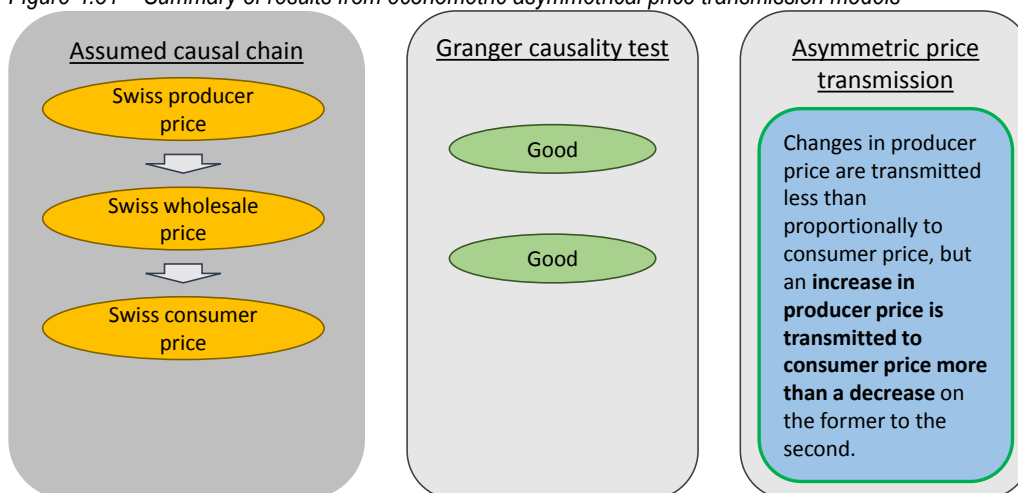 Figure 4.61 – Summary of results from econometric asymmetrical price transmission models
Assumed causal chain
Swiss producer
price
Swiss wholesale
price
Swiss consumer
price
Granger causality test
Good
Good
Asymmetric price
transmission
Changes in producer
price are transmitted
less than
proportionally to
consumer price, but
an increase in
producer price is
transmitted to
consumer price more
than a decrease on
the former to the
second.